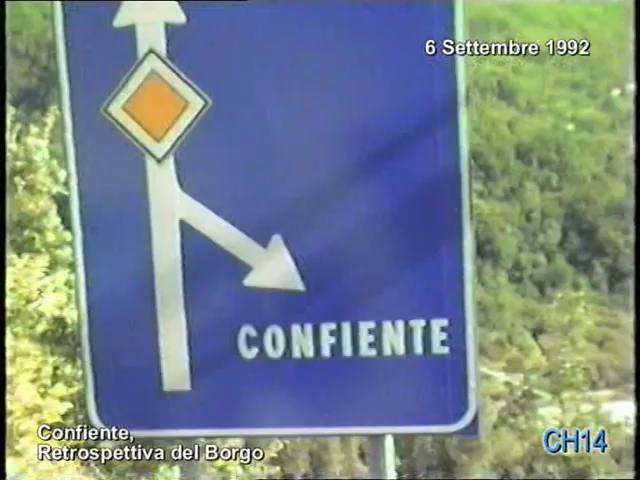 6 Settembre 1992
CONFIENTE
Confiente,
Retrospettiva del Borgo
CH14